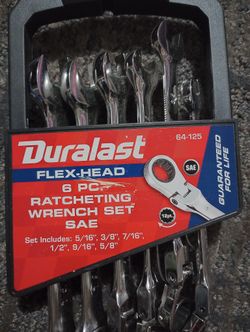 Duralast
64-125
FLEX-HEAD
6 PC.
RATCHETING
WRENCH SET
SAE
Set Includes: 5/16", 3/8", 7/16",
1/2", 9/16", 5/8"
SAE
12pt.
GUARANTEED
FOR LIFE